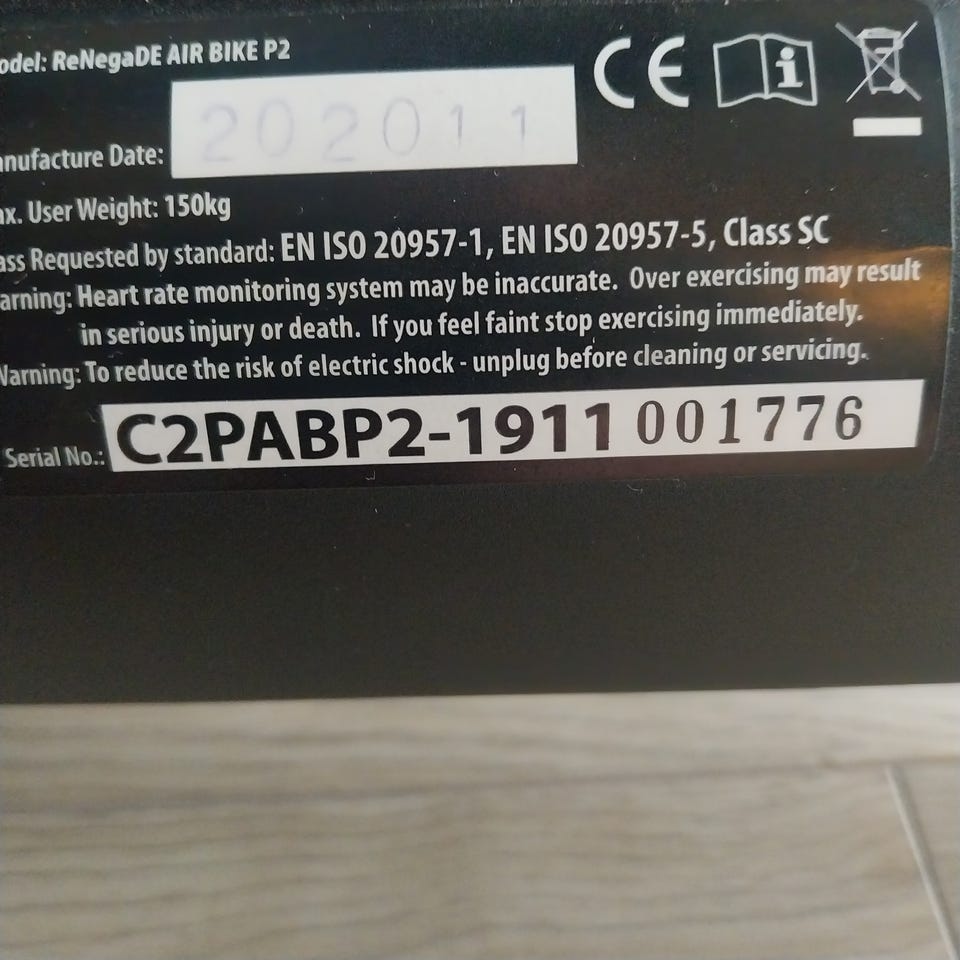 odel: ReNegaDE AIR BIKE P2
anufacture Date: 202011
CE
ax. User Weight: 150kg
ass Requested by standard: EN ISO 20957-1, EN ISO 20957-5, Class SC
arning: Heart rate monitoring system may be inaccurate. Over exercising may result
in serious injury or death. If you feel faint stop exercising immediately.
Warning: To reduce the risk of electric shock - unplug before cleaning or servicing.
Serial No.: C2PABP2-1911 001776